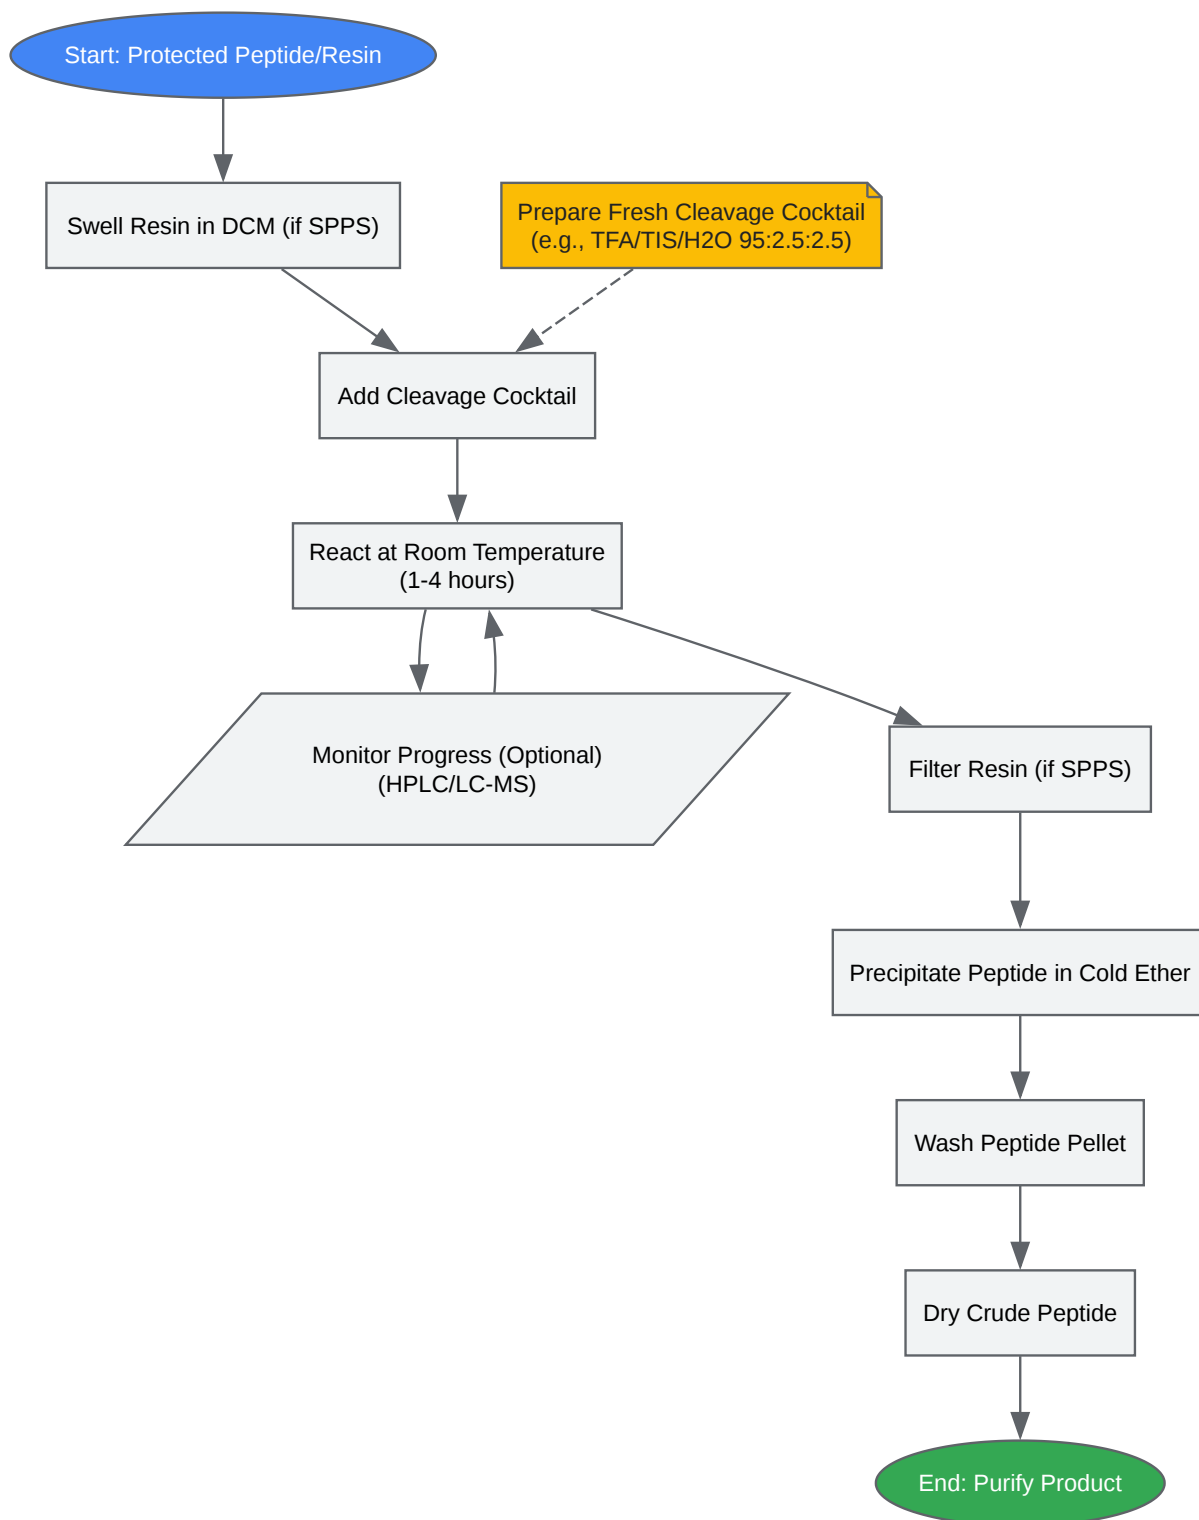 Start: Protected Peptide/Resin
Swell Resin in DCM (if SPPS)
Prepare Fresh Cleavage Cocktail
(e.g., TFA/TIS/H2O 95:2.5:2.5)
Add Cleavage Cocktail
React at Room Temperature
(1-4 hours)
Monitor Progress (Optional)
(HPLC/LC-MS)
Filter Resin (if SPPS)
Precipitate Peptide in Cold Ether
Wash Peptide Pellet
Dry Crude Peptide
End: Purify Product